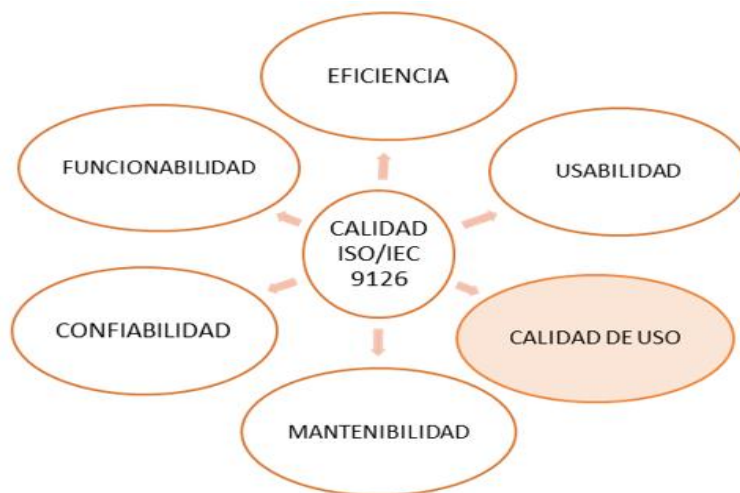 EFICIENCIA
FUNCIONABILIDAD
USABILIDAD
CALIDAD
ISO/IEC
9126
CONFIABILIDAD
CALIDAD DE USO
MANTENIBILIDAD